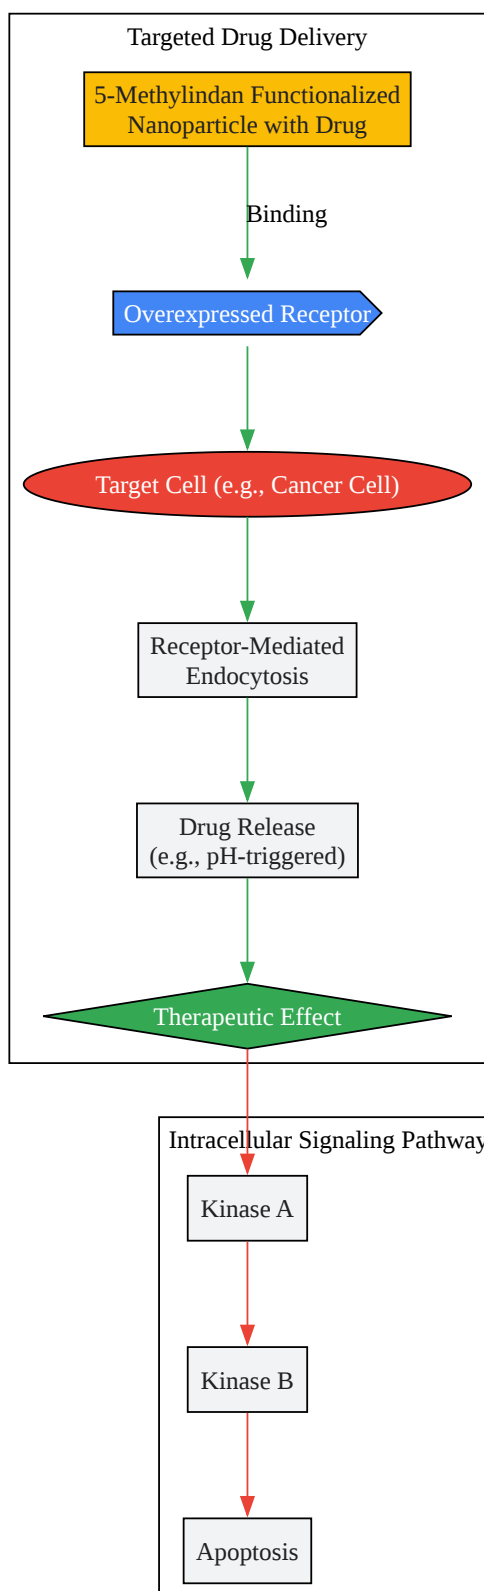 Targeted Drug Delivery
5-Methylindan Functionalized
Nanoparticle with Drug
Binding
Overexpressed Receptor
Target Cell (e.g., Cancer Cell)
Receptor-Mediated
Endocytosis
Drug Release
(e.g., pH-triggered)
Therapeutic Effect
Intracellular Signaling Pathway
Kinase A
Kinase B
Apoptosis